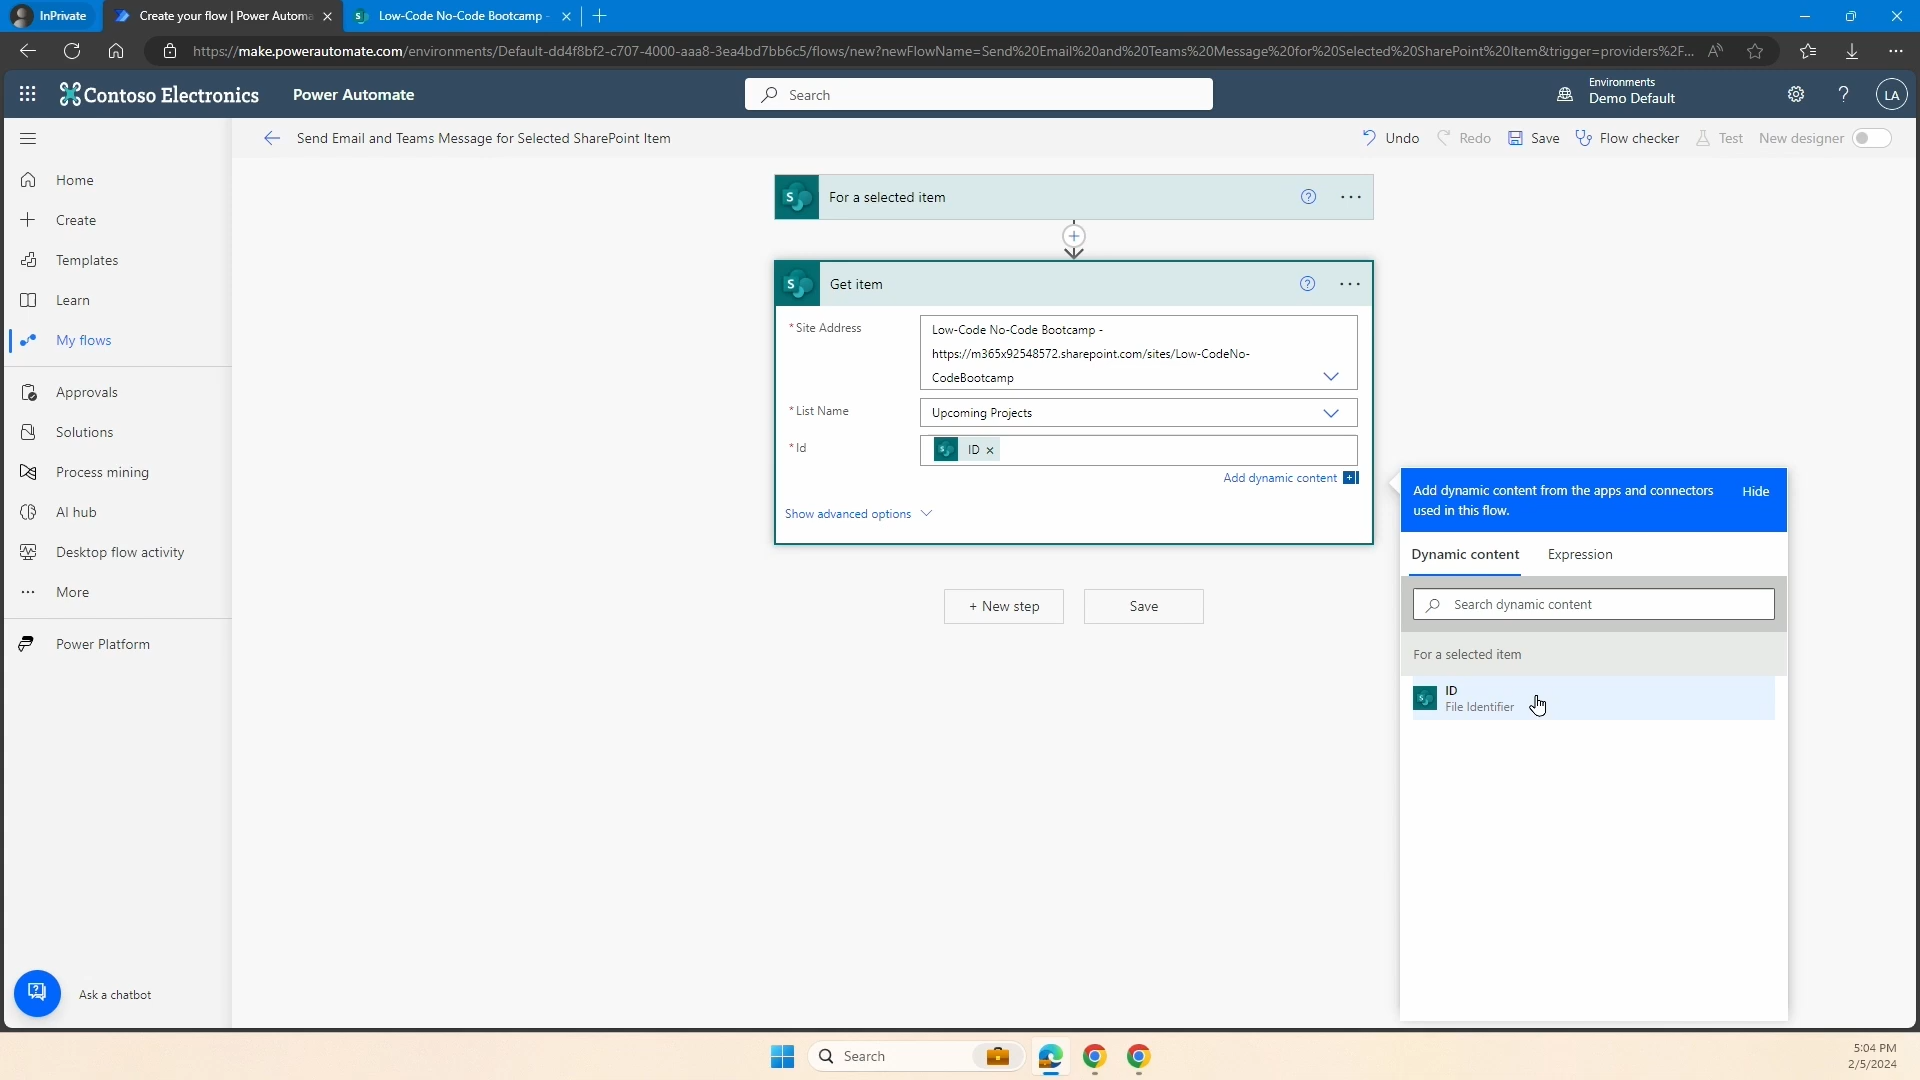 InPrivate
Create your flow | Power Automa
Low-Code No-Code Bootcamp -
https://make.powerautomate.com/environments/Default-dd4f8bf2-c707-4000-aaa8-3ea4bd7bb6c5/flows/new?newFlowName=Send%20Email%20and%20Teams%20Message%20for%20Selected%20SharePoint%20Item&trigger=providers%2F...
Contoso Electronics
Power Automate
Search
Environments
Demo Default
LA
Send Email and Teams Message for Selected SharePoint Item
Undo
Redo
Save
Flow checker
Test
New designer
Home
Create
Templates
Learn
My flows
Approvals
Solutions
Process mining
AI hub
Desktop flow activity
More
Power Platform
Ask a chatbot
For a selected item
Get item
* Site Address
Low-Code No-Code Bootcamp -
https://m365x92548572.sharepoint.com/sites/Low-CodeNo-
CodeBootcamp
* List Name
Upcoming Projects
* Id
ID
Add dynamic content
Show advanced options
+ New step
Save
Add dynamic content from the apps and connectors
used in this flow.
Hide
Dynamic content
Expression
Search dynamic content
For a selected item
ID
File Identifier
Search
5:04 PM
2/5/2024